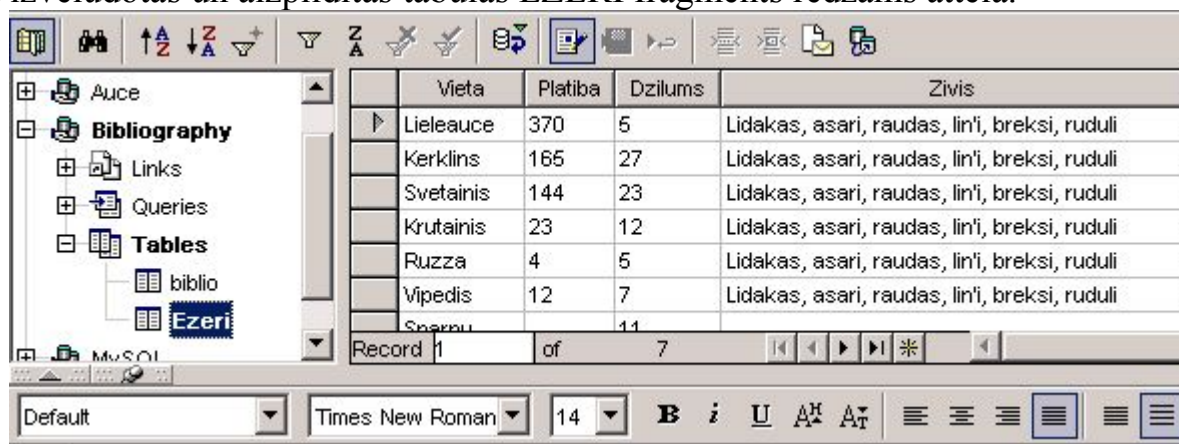 izveidotas un aizpildītas tabulas EZERI fragments redzams attēlā.
Auce
Bibliography
Links
Queries
Tables
biblio
Ezeri
MySQL
Vieta Platiba Dzilums Zivis
Lieleauce 370 5 Lidakas, asari, raudas, lin'i, breksi, ruduli
Kerklins 165 27 Lidakas, asari, raudas, lin'i, breksi, ruduli
Svetainis 144 23 Lidakas, asari, raudas, lin'i, breksi, ruduli
Krutainis 23 12 Lidakas, asari, raudas, lin'i, breksi, ruduli
Ruzza 4 5 Lidakas, asari, raudas, lin'i, breksi, ruduli
Vipedis 12 7 Lidakas, asari, raudas, lin'i, breksi, ruduli
Sparnu 11
Record 1 of 7
Default Times New Roman 14 B i U